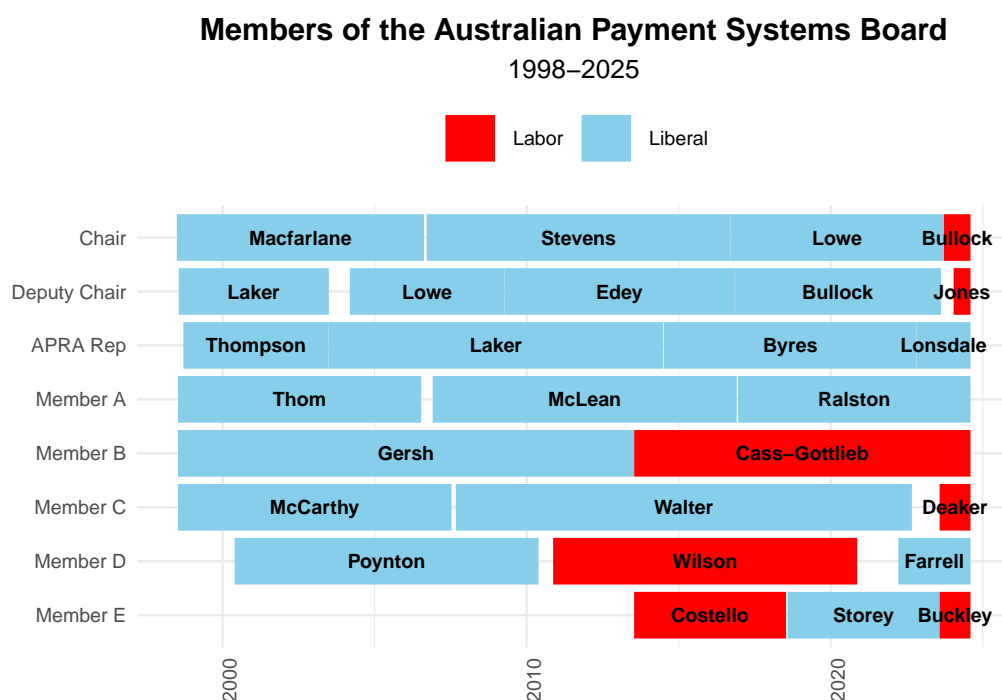 Members of the Australian Payment Systems Board
1998–2025
Labor Liberal
Chair Macfarlane Stevens Lowe Bullock
Deputy Chair Laker Lowe Edey Bullock Jones
APRA Rep Thompson Laker Byres Lonsdale
Member A Thom McLean Ralston
Member B Gersh Cass–Gottlieb
Member C McCarthy Walter Deaker
Member D Poynton Wilson Farrell
Member E Costello Storey Buckley
2000 2010 2020